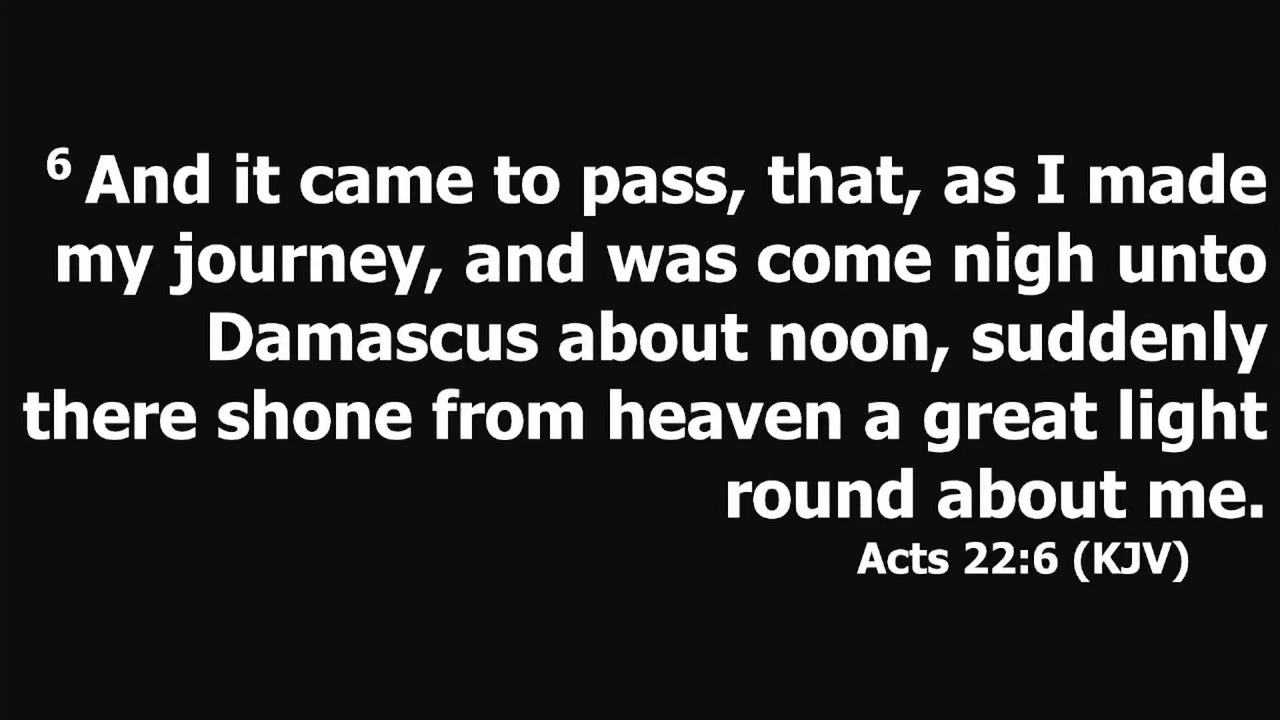 6 And it came to pass, that, as I made
my journey, and was come nigh unto
Damascus about noon, suddenly
there shone from heaven a great light
round about me.
Acts 22:6 (KJV)